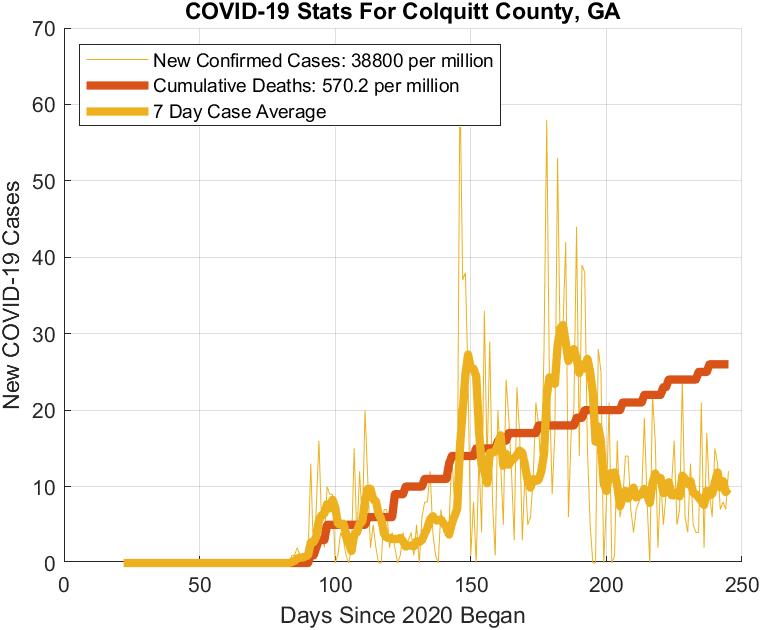 COVID-19 Stats For Colquitt County, GA
New Confirmed Cases: 38800 per million
Cumulative Deaths: 570.2 per million
7 Day Case Average
70
60
50
40
30
20
10
0
New COVID-19 Cases
0 50 100 150 200 250
Days Since 2020 Began